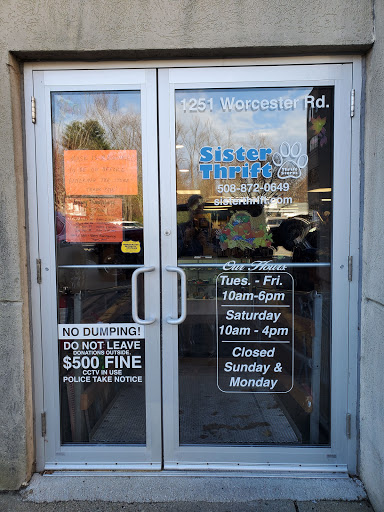 1251 Worcester Rd.
Sister
Thrift
508-872-0649
sisterthrift.com
Our Hours
Tues. - Fri.
10am-6pm
Saturday
10am - 4pm
Closed
Sunday &
Monday
NO DUMPING!
DO NOT LEAVE
DONATIONS OUTSIDE.
$500 FINE
CCTV IN USE
POLICE TAKE NOTICE